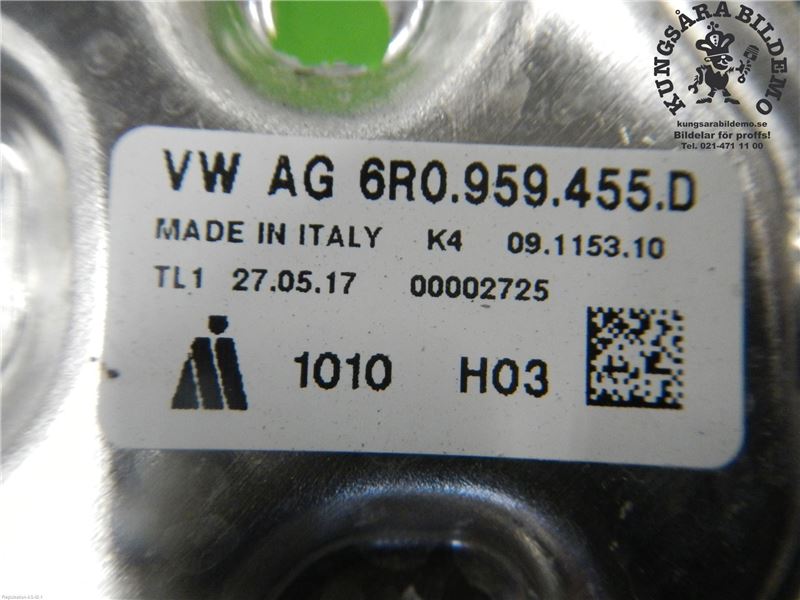 KUNGSÅRA BILDEMO
kungsarabildemo.se
Bildelar för proffs!
Tel. 021-471 11 00
VW AG 6R0.959.455.D
MADE IN ITALY K4 09.1153.10
TL1 27.05.17 00002725
1010 H03